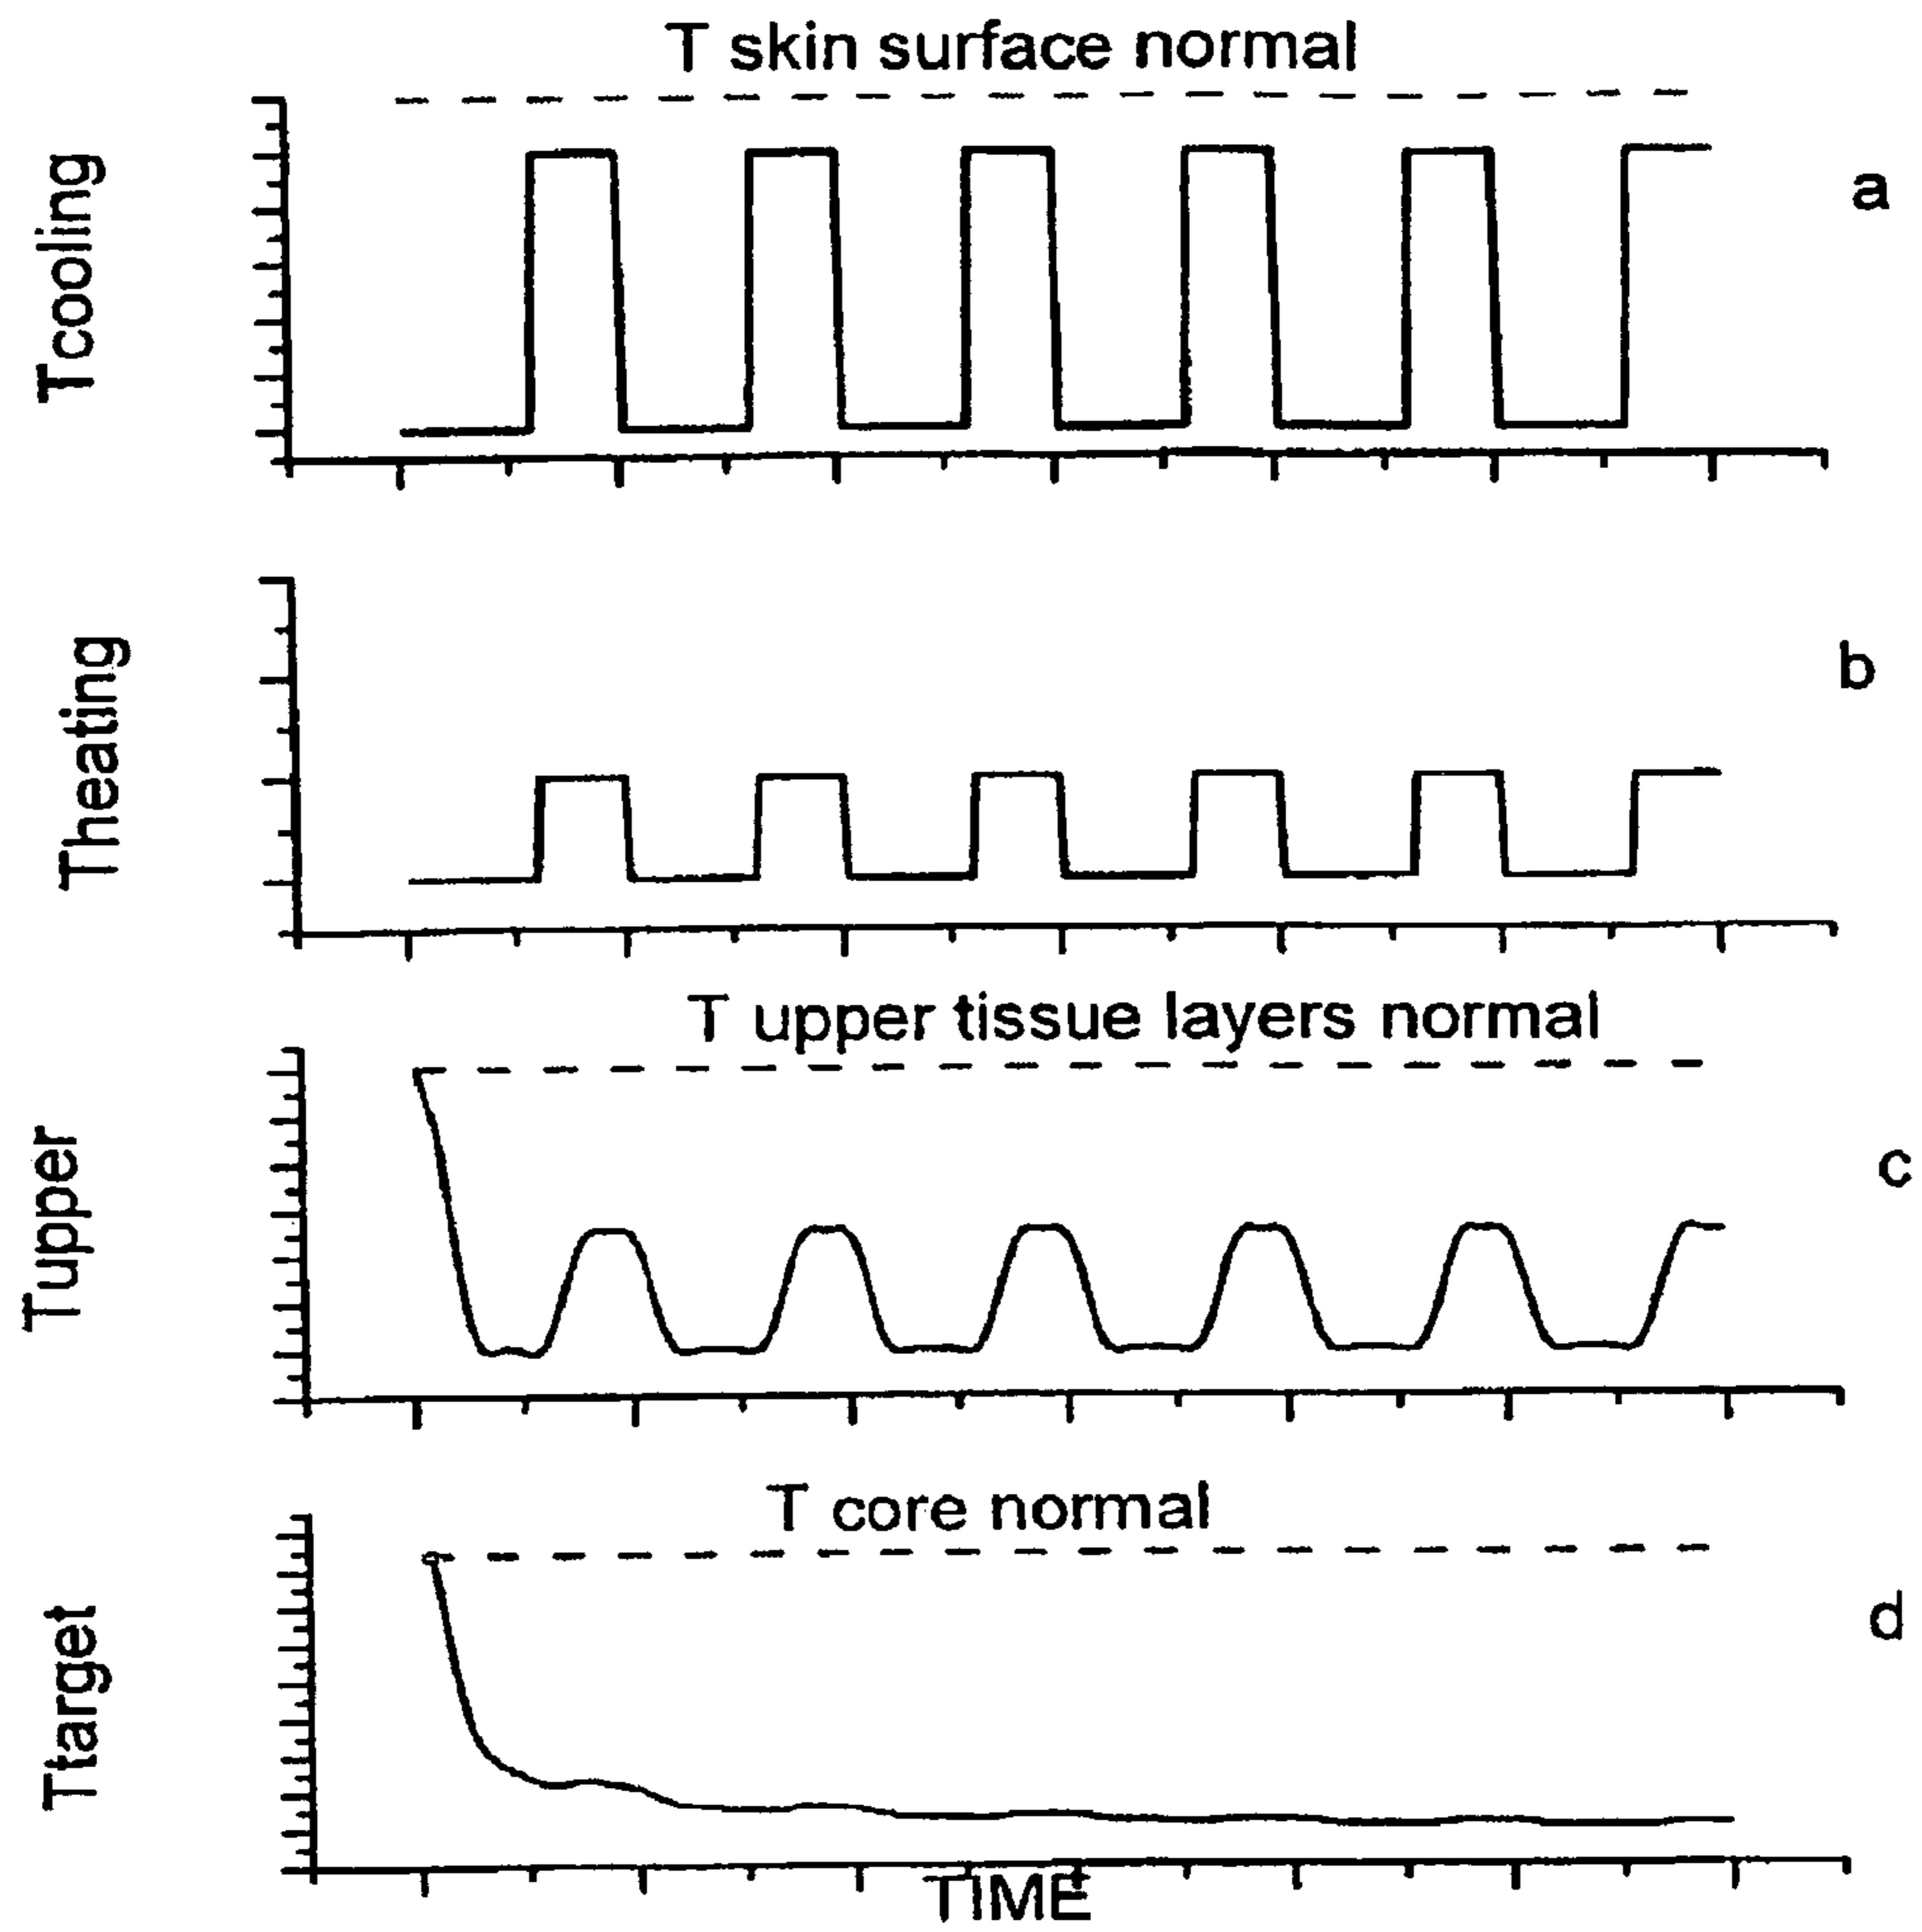 T skin surface normal
Tcooling
a
Theating
b
T upper tissue layers normal
Tupper
c
T core normal
Ttarget
d
TIME